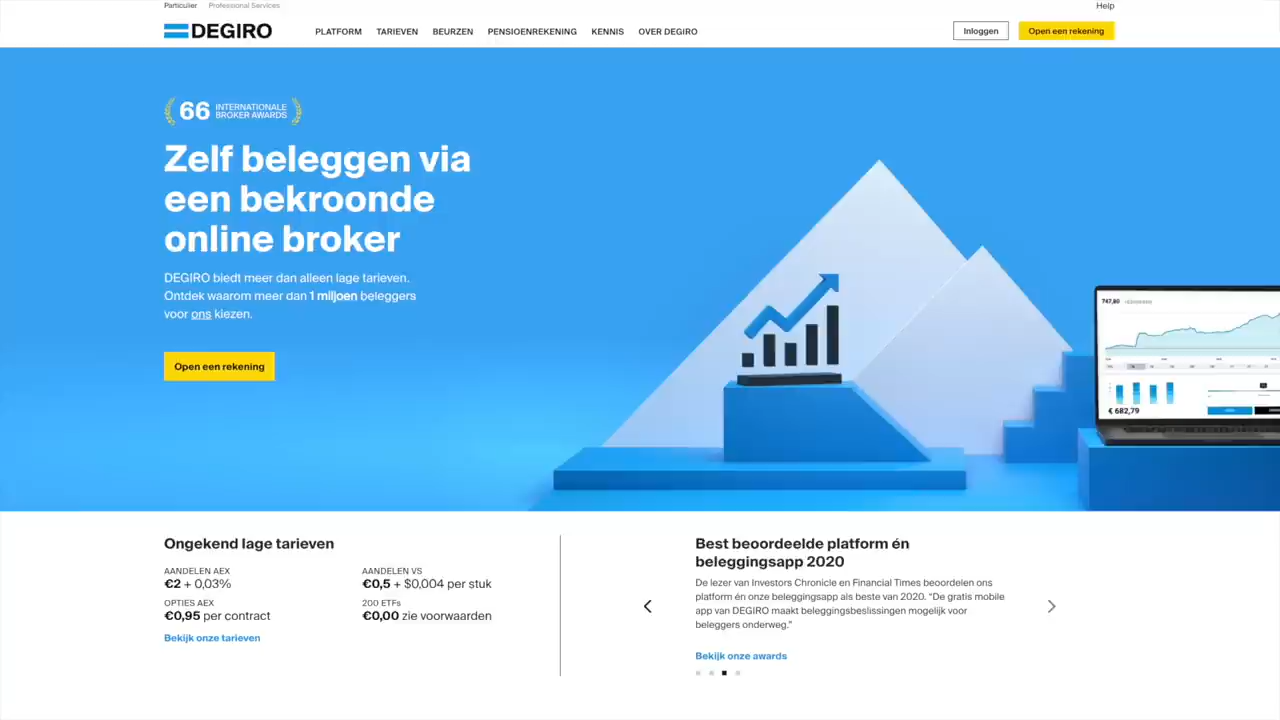 Particulier Professional Services
Help
DEGIRO
PLATFORM TARIEVEN BEURZEN PENSIOENREKENING KENNIS OVER DEGIRO
Inloggen
Open een rekening
66 INTERNATIONALE
BROKER AWARDS
Zelf beleggen via
een bekroonde
online broker
DEGIRO biedt meer dan alleen lage tarieven.
Ontdek waarom meer dan 1 miljoen beleggers
voor ons kiezen.
Open een rekening
747,80
€ 682,79
Ongekend lage tarieven
AANDELEN AEX
€2 + 0,03%
AANDELEN VS
€0,5 + $0,004 per stuk
OPTIES AEX
€0,95 per contract
200 ETFs
€0,00 zie voorwaarden
Bekijk onze tarieven
Best beoordeelde platform én
beleggingsapp 2020
De lezer van Investors Chronicle en Financial Times beoordelen ons
platform én onze beleggingsapp als beste van 2020. “De gratis mobile
app van DEGIRO maakt beleggingsbeslissingen mogelijk voor
beleggers onderweg.”
Bekijk onze awards